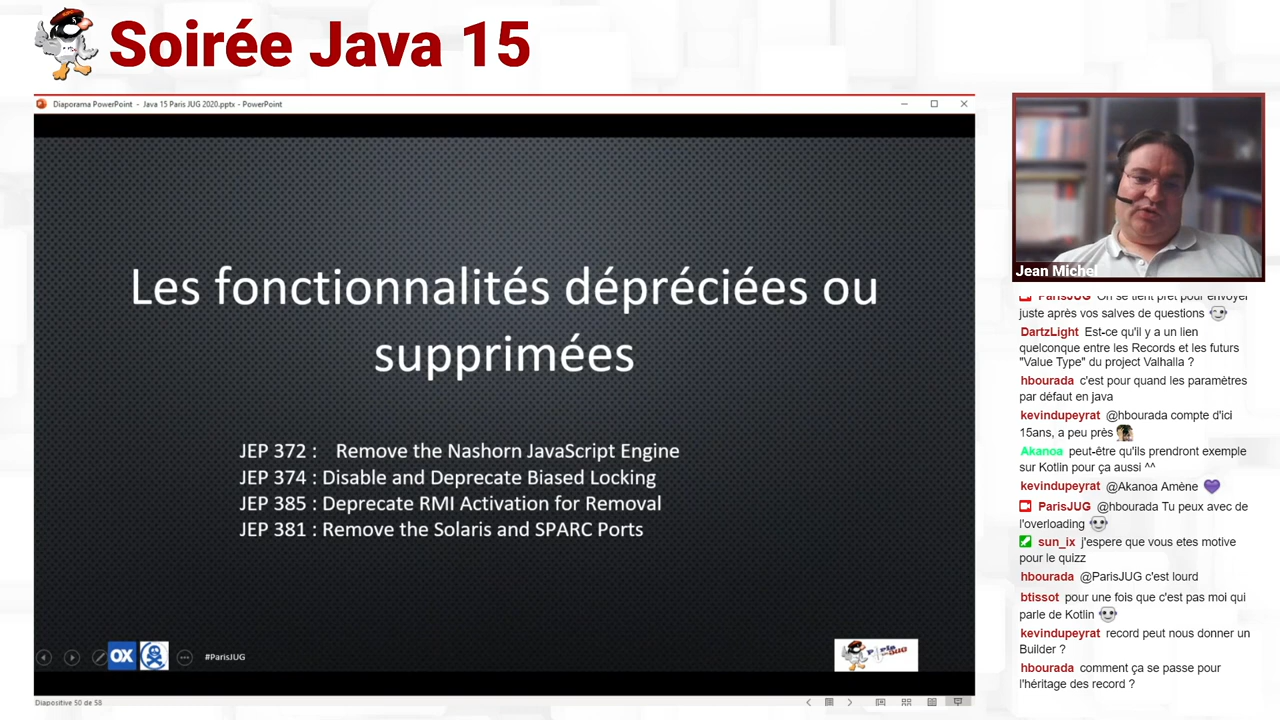 Soirée Java 15
Diaporama PowerPoint - Java 15 Paris JUG 2020.pptx - PowerPoint
Les fonctionnalités dépréciées ou
supprimées
JEP 372 : Remove the Nashorn JavaScript Engine
JEP 374 : Disable and Deprecate Biased Locking
JEP 385 : Deprecate RMI Activation for Removal
JEP 381 : Remove the Solaris and SPARC Ports
OX
#ParisJUG
Diapositive 50 de 58
Jean Michel
ParisJUG On se tient prêt pour envoyer
juste après vos salves de questions
DartzLight Est-ce qu'il y a un lien
quelconque entre les Records et les futurs
"Value Type" du project Valhalla ?
hbourada c'est pour quand les paramètres
par défaut en java
kevindupeyrat @hbourada compte d'ici
15ans, a peu près
Akanoa peut-être qu'ils prendront exemple
sur Kotlin pour ça aussi ^^
kevindupeyrat @Akanoa Amène
ParisJUG @hbourada Tu peux avec de
l'overloading
sun_ix j'espere que vous etes motive
pour le quizz
hbourada @ParisJUG c'est lourd
btissot pour une fois que c'est pas moi qui
parle de Kotlin
kevindupeyrat record peut nous donner un
Builder ?
hbourada comment ça se passe pour
l'héritage des record ?